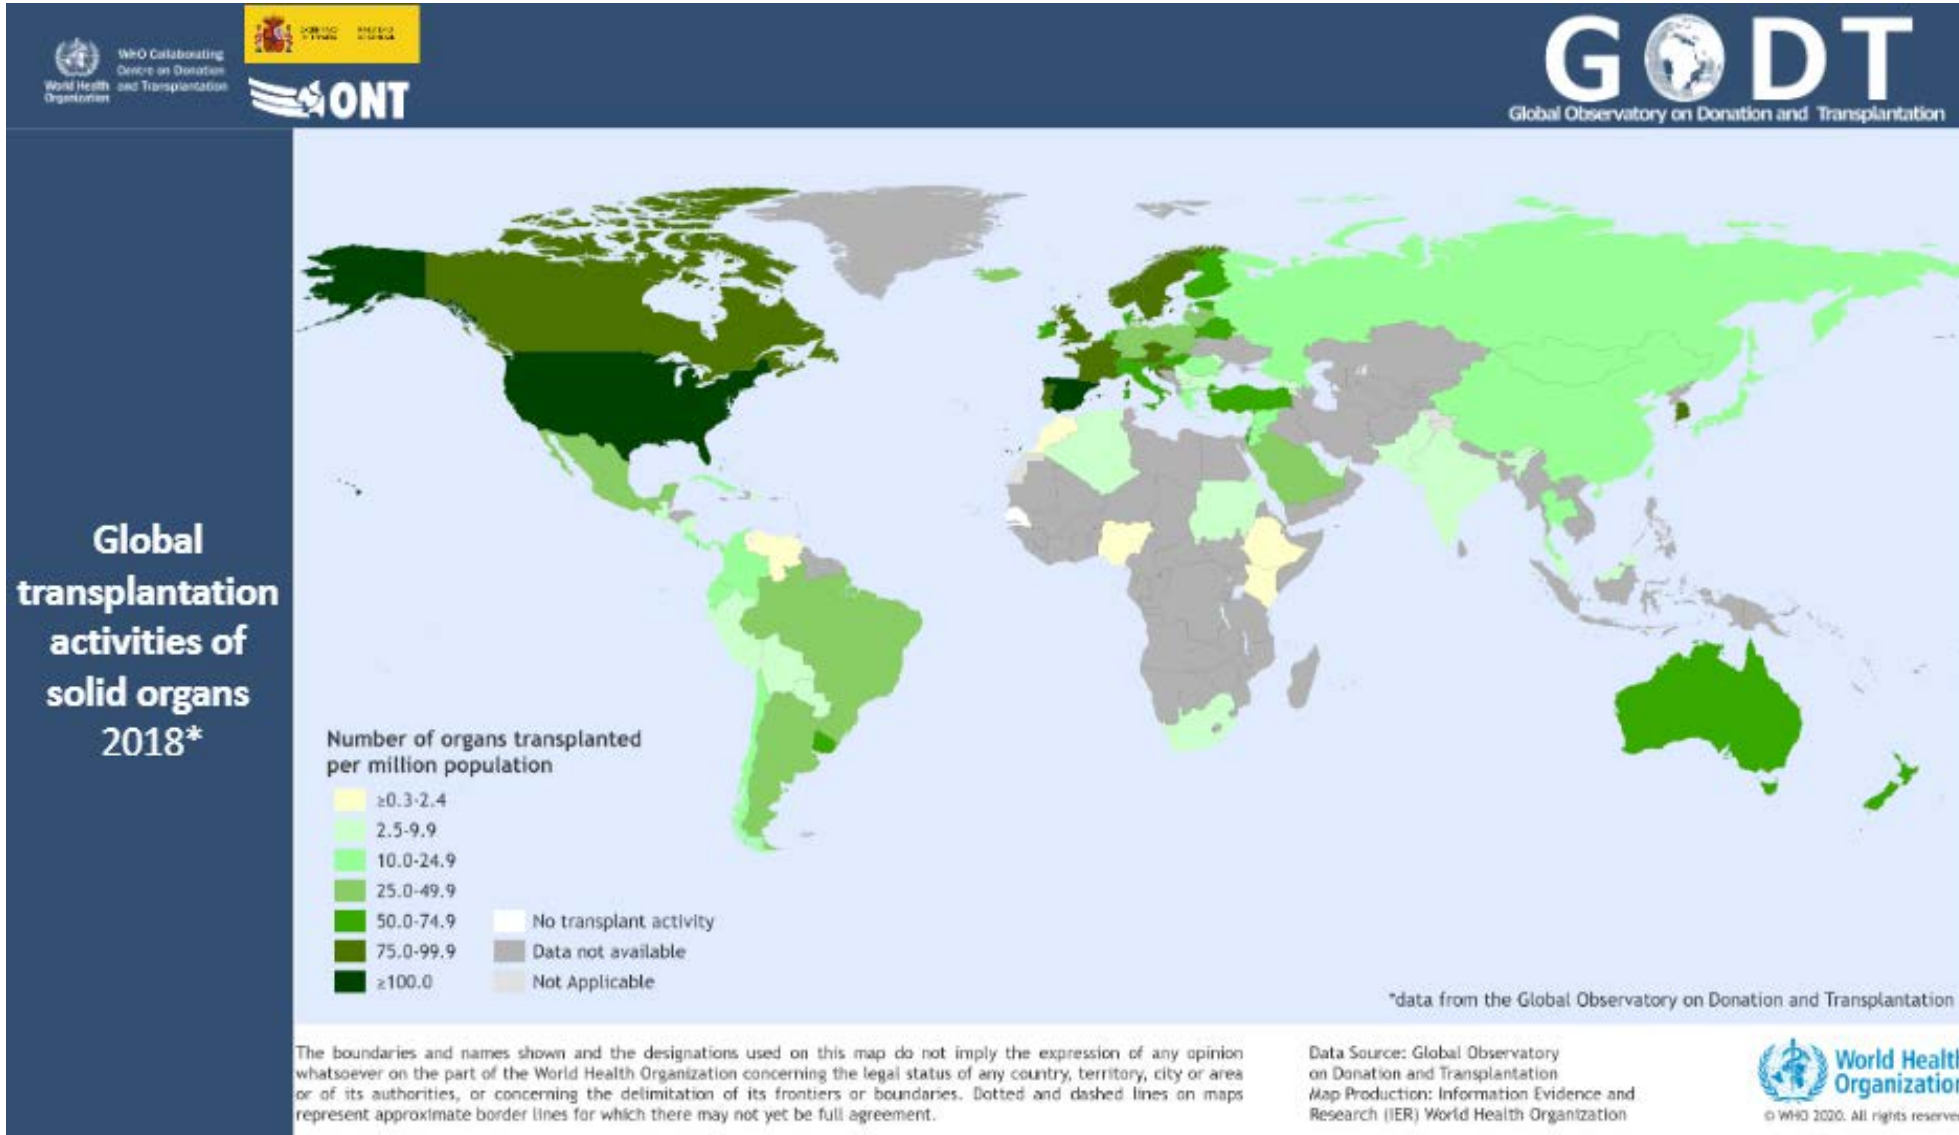 World Health
Organization
WHO Collaborating
Centre on Donation
and Transplantation
ONT
GODT
Global Observatory on Donation and Transplantation
Global
transplantation
activities of
solid organs
2018*
Number of organs transplanted
per million population
≥0.3-2.4
2.5-9.9
10.0-24.9
25.0-49.9
50.0-74.9
75.0-99.9
≥100.0
No transplant activity
Data not available
Not Applicable
*data from the Global Observatory on Donation and Transplantation
The boundaries and names shown and the designations used on this map do not imply the expression of any opinion
whatsoever on the part of the World Health Organization concerning the legal status of any country, territory, city or area
or of its authorities, or concerning the delimitation of its frontiers or boundaries. Dotted and dashed lines on maps
represent approximate border lines for which there may not yet be full agreement.
Data Source: Global Observatory
on Donation and Transplantation
Map Production: Information Evidence and
Research (IER) World Health Organization
World Health
Organization
© WHO 2020. All rights reserved